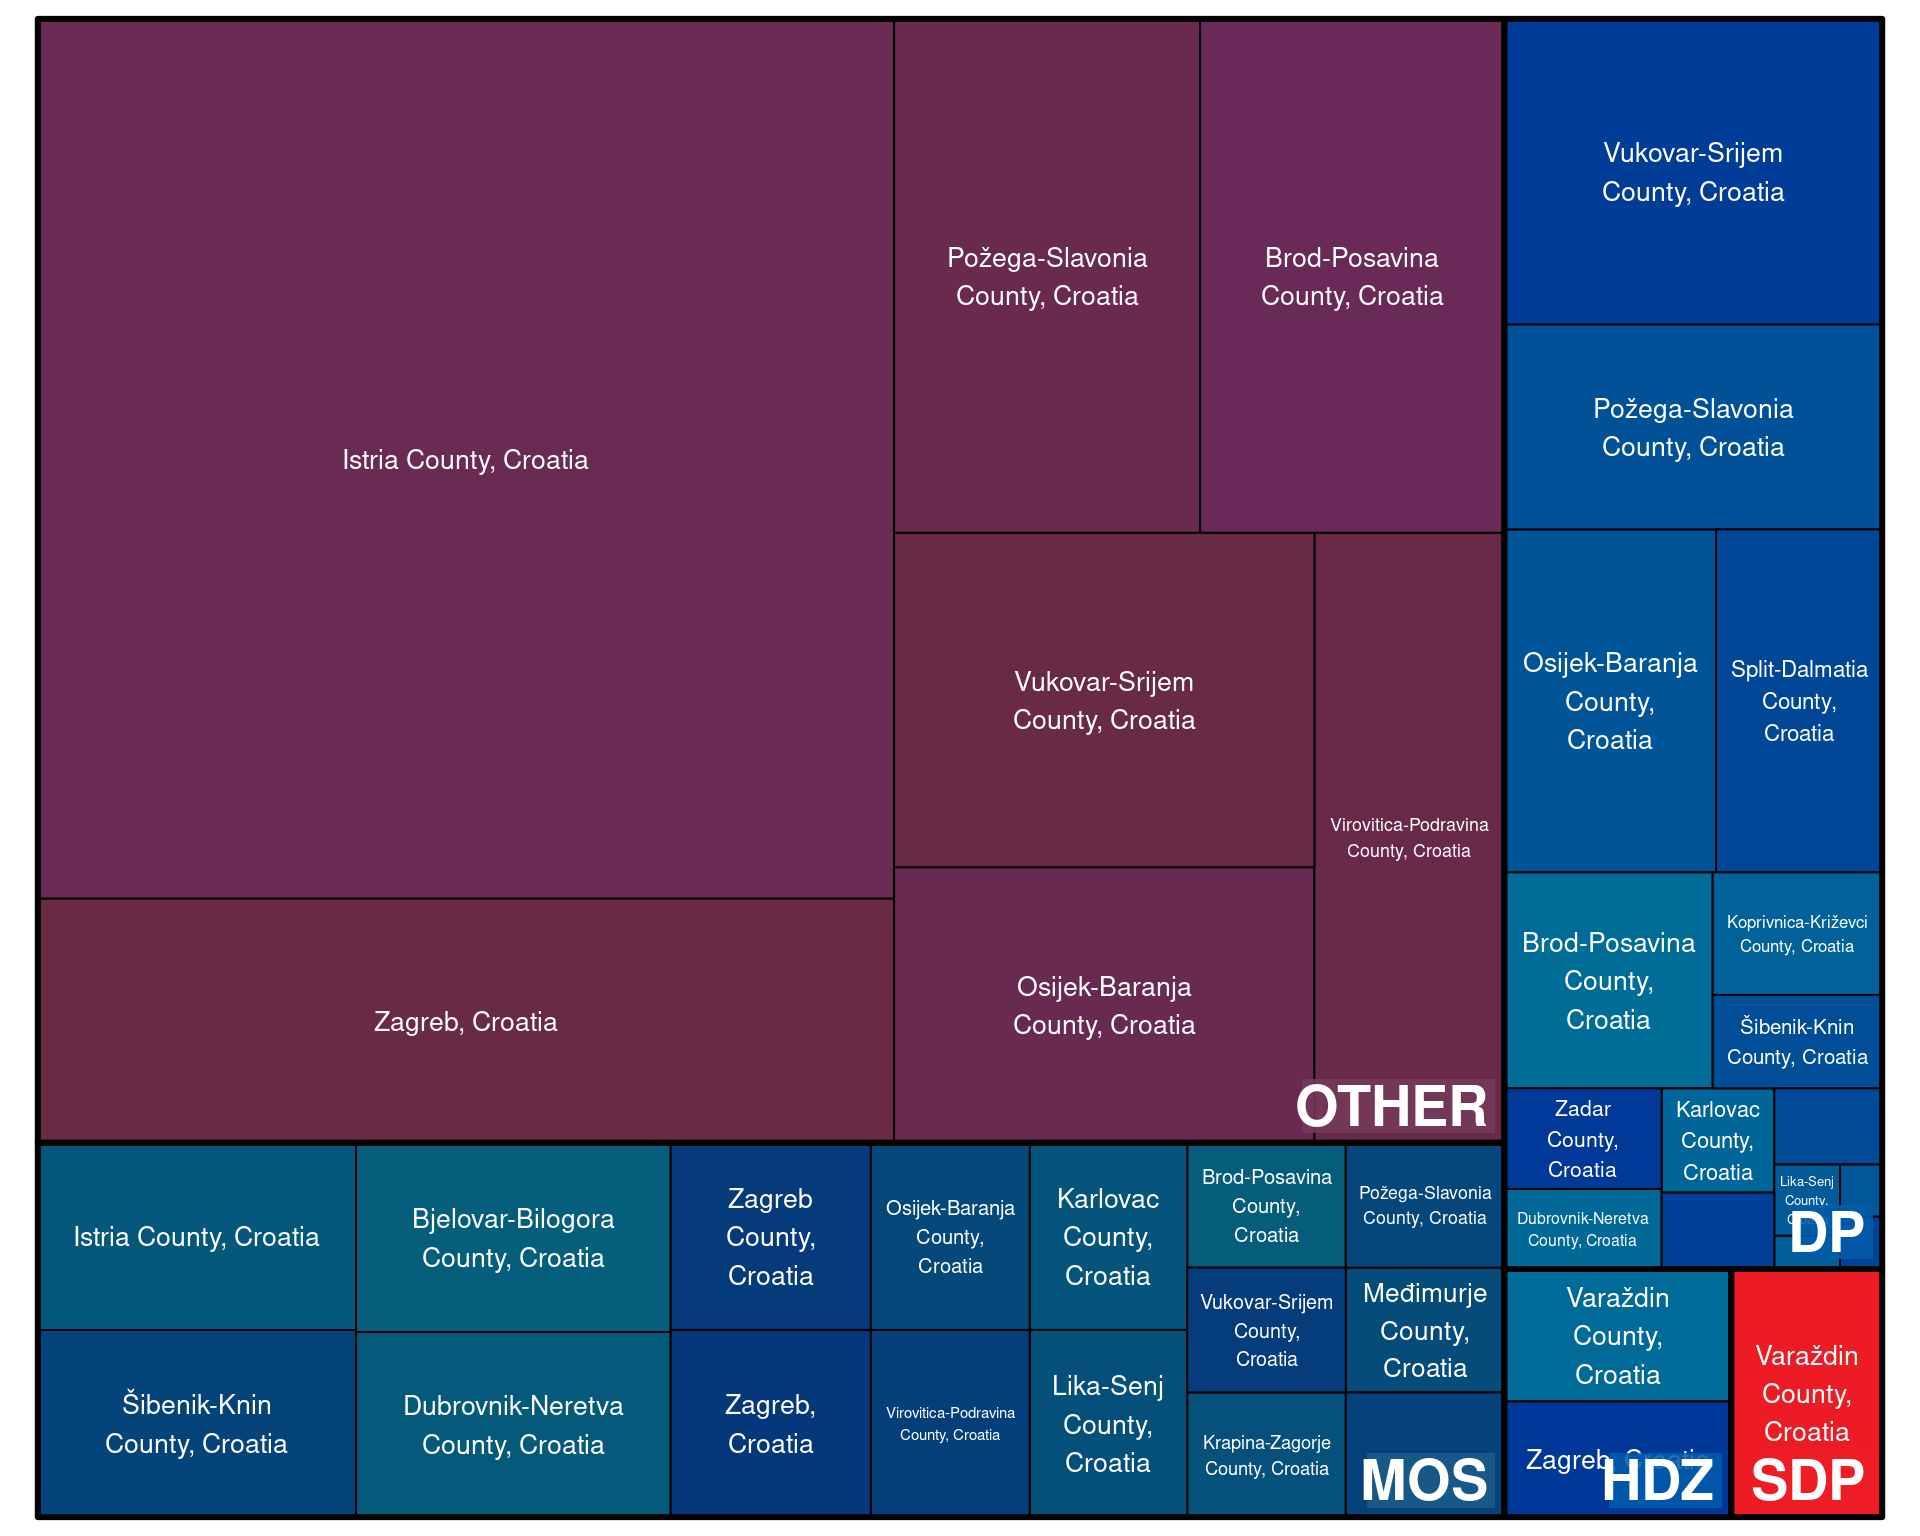 Istria County, Croatia
Zagreb, Croatia
Požega-Slavonia
County, Croatia
Brod-Posavina
County, Croatia
Vukovar-Srijem
County, Croatia
Osijek-Baranja
County, Croatia
Virovitica-Podravina
County, Croatia
OTHER
Istria County, Croatia
Šibenik-Knin
County, Croatia
Bjelovar-Bilogora
County, Croatia
Dubrovnik-Neretva
County, Croatia
Zagreb
County,
Croatia
Zagreb,
Croatia
Osijek-Baranja
County,
Croatia
Virovitica-Podravina
County, Croatia
Karlovac
County,
Croatia
Lika-Senj
County,
Croatia
Brod-Posavina
County,
Croatia
Vukovar-Srijem
County,
Croatia
Krapina-Zagorje
County, Croatia
Požega-Slavonia
County, Croatia
Međimurje
County,
Croatia
MOS
Vukovar-Srijem
County, Croatia
Požega-Slavonia
County, Croatia
Osijek-Baranja
County,
Croatia
Split-Dalmatia
County,
Croatia
Brod-Posavina
County,
Croatia
Koprivnica-Križevci
County, Croatia
Šibenik-Knin
County, Croatia
Zadar
County,
Croatia
Dubrovnik-Neretva
County, Croatia
Karlovac
County,
Croatia
Lika-Senj
County,
DP
Varaždin
County,
Croatia
Zagreb, Croatia
HDZ
Varaždin
County,
Croatia
SDP